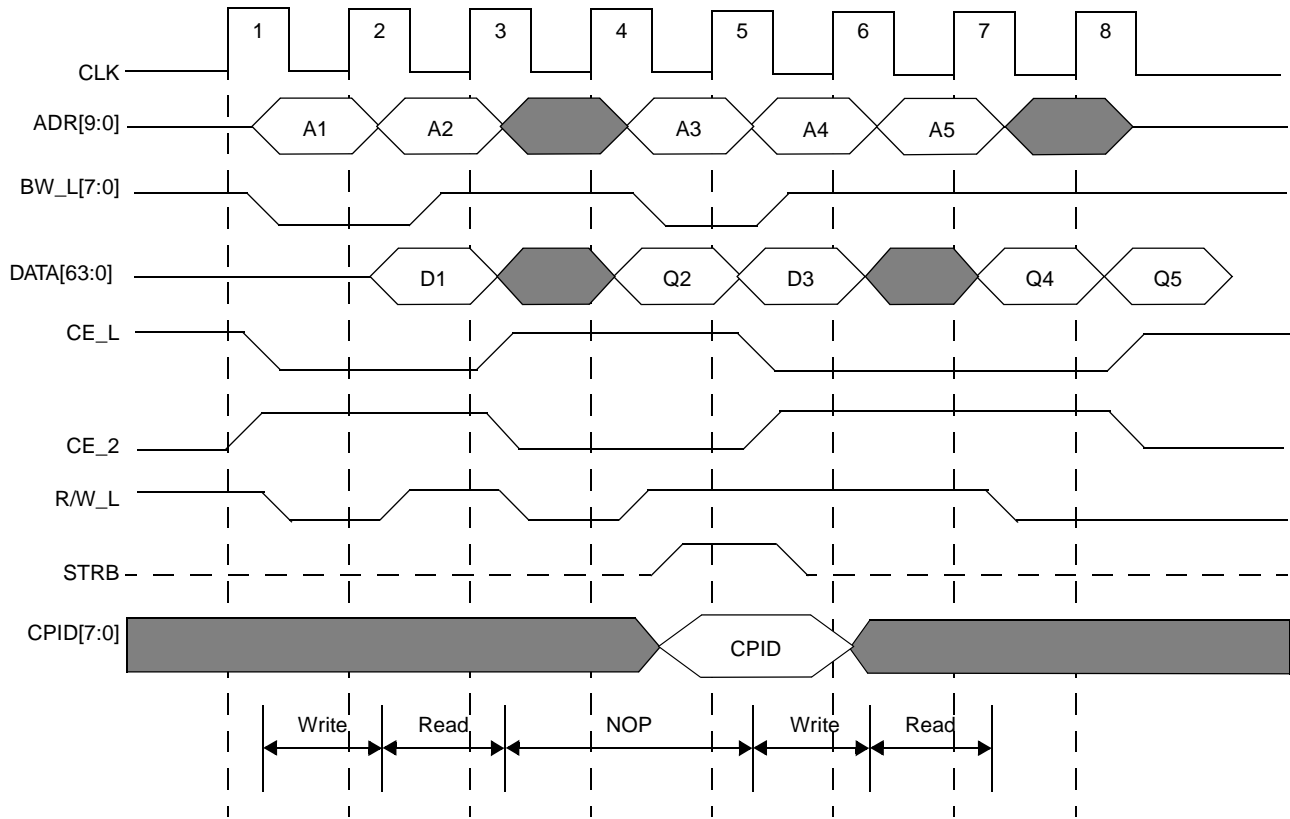 1 2 3 4 5 6 7 8
CLK
ADR[9:0] A1 A2 A3 A4 A5
BW_L[7:0]
DATA[63:0] D1 Q2 D3 Q4 Q5
CE_L
CE_2
R/W_L
STRB
CPID[7:0] CPID
Write Read NOP Write Read